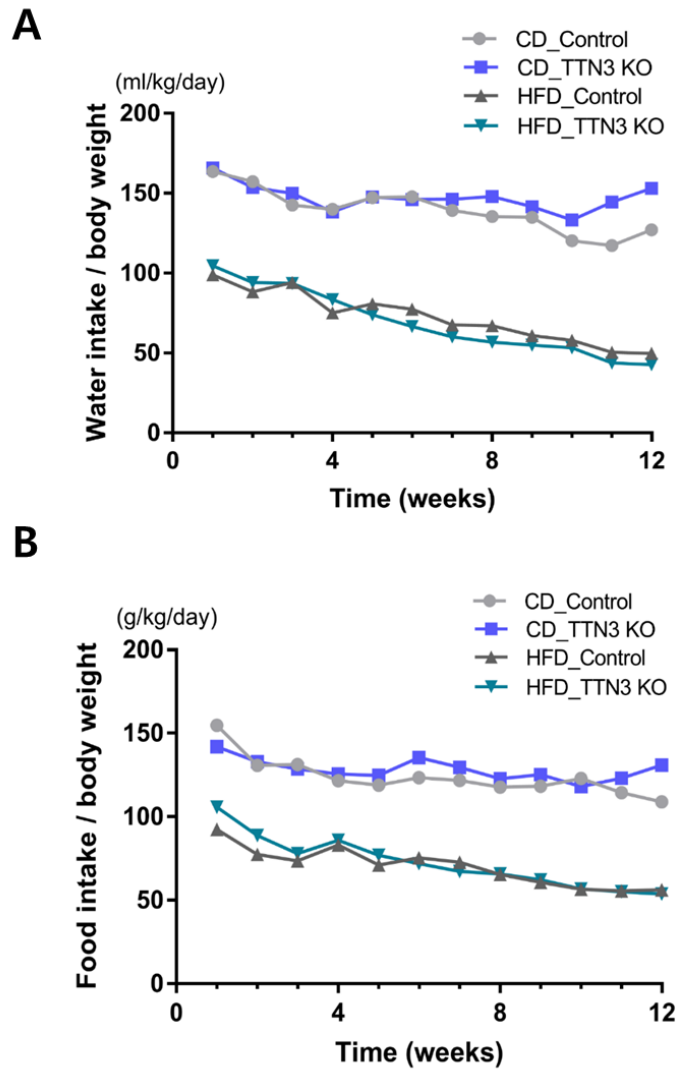 A
CD_Control
CD_TTN3 KO
HFD_Control
HFD_TTN3 KO
(ml/kg/day)
Water intake / body weight
200
150
100
50
0
0 4 8 12
Time (weeks)
B
CD_Control
CD_TTN3 KO
HFD_Control
HFD_TTN3 KO
(g/kg/day)
Food intake / body weight
200
150
100
50
0
0 4 8 12
Time (weeks)